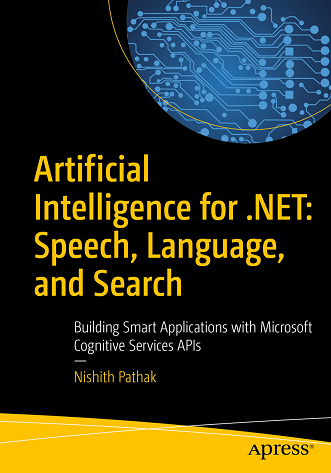 Artificial
Intelligence for .NET:
Speech, Language,
and Search
Building Smart Applications with Microsoft
Cognitive Services APIs
—
Nishith Pathak
Apress®